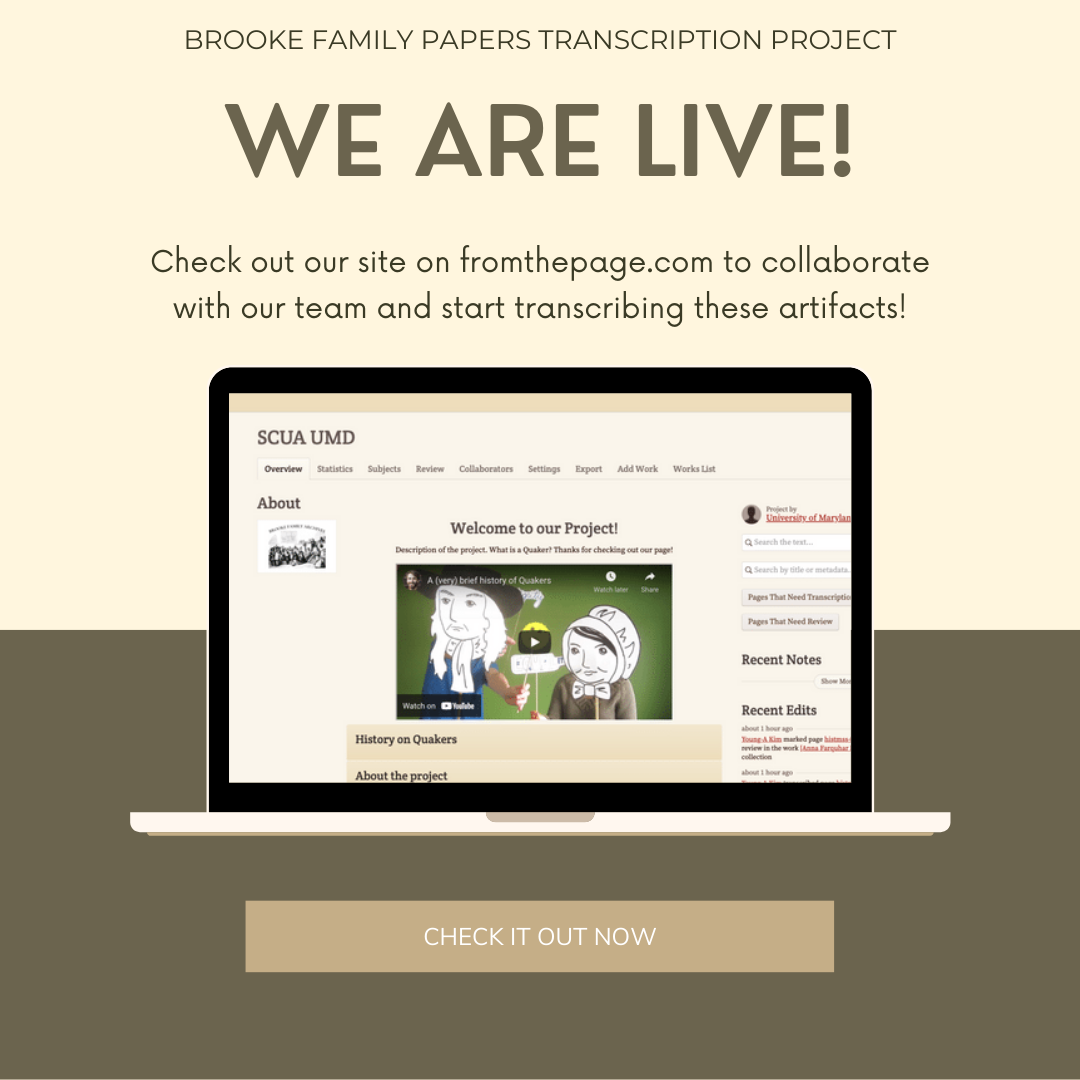 BROOKE FAMILY PAPERS TRANSCRIPTION PROJECT
WE ARE LIVE!
Check out our site on fromthepage.com to collaborate
with our team and start transcribing these artifacts!
SCUA UMD
Overview Statistics Subjects Review Collaborators Settings Export Add Work Works List
About
BROOKE FAMILY ARCHIVES
Welcome to our Project!
Description of the project. What is a Quaker? Thanks for checking out our page!
A (very) brief history of Quakers
Watch later Share
Watch on YouTube
History on Quakers
About the project
Project by
University of Marylan
Search the text...
Search by title or metadata.
Pages That Need Transcriptio
Pages That Need Review
Recent Notes
Show Mo
Recent Edits
about 1 hour ago
Young-A Kim marked page
review in the work (Anna Farquhar
collection
about 1 hour ago
Young-A Kim transcribed page
CHECK IT OUT NOW